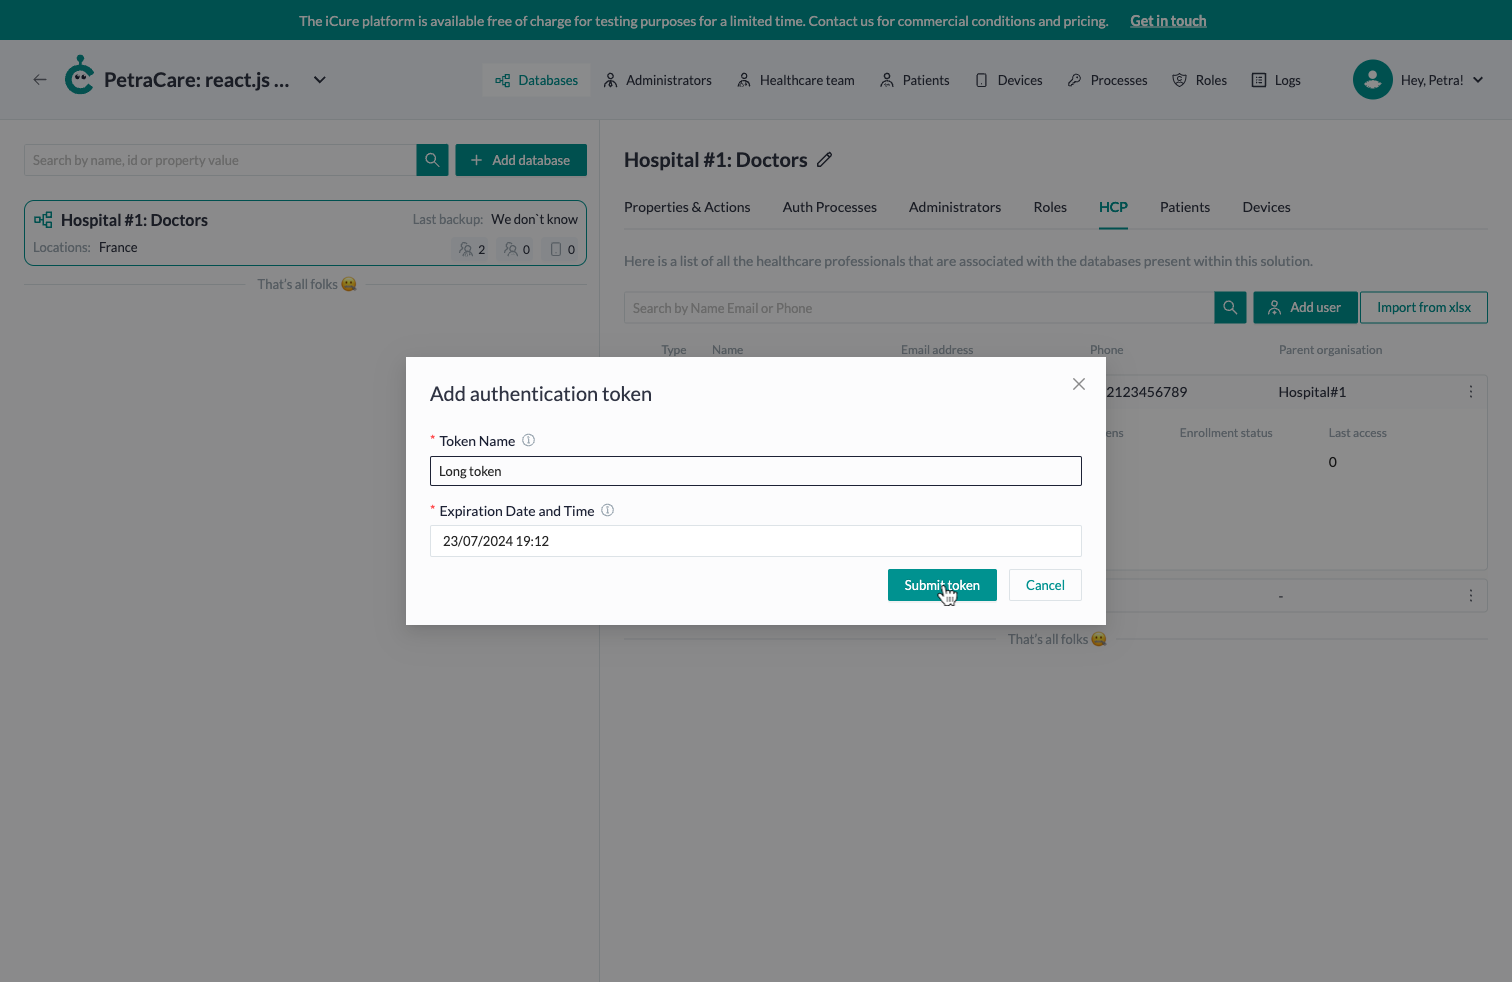 The iCure platform is available free of charge for testing purposes for a limited time. Contact us for commercial conditions and pricing. Get in touch
PetraCare: react.js ...
Databases
Administrators
Healthcare team
Patients
Devices
Processes
Roles
Logs
Hey, Petra!
Search by name, id or property value
Add database
Hospital #1: Doctors
Last backup: We don`t know
Locations: France
2
0
0
That's all folks
Hospital #1: Doctors
Properties & Actions
Auth Processes
Administrators
Roles
HCP
Patients
Devices
Here is a list of all the healthcare professionals that are associated with the databases present within this solution.
Search by Name Email or Phone
Add user
Import from xlsx
Type
Name
Email address
Phone
Parent organisation
2123456789
Hospital#1
ens
Enrollment status
Last access
0
-
That's all folks
Add authentication token
* Token Name
Long token
* Expiration Date and Time
23/07/2024 19:12
Submit token
Cancel